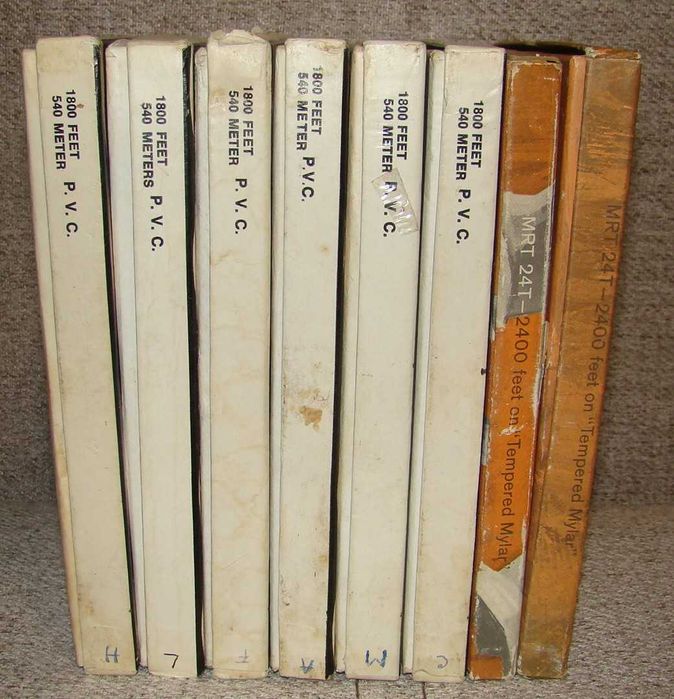 1800 FEET
540 METER P. V. C.
H
1800 FEET
540 METERS P. V. C.
L
1800 FEET
540 METER P. V. C.
F
1800 FEET
540 METER P.V.C.
A
1800 FEET
540 METER P. V. C.
M
1800 FEET
540 METER P. V. C.
C
MRT 24T—2400 feet on "Tempered Mylar
MRT 24T—2400 feet on "Tempered Mylar"